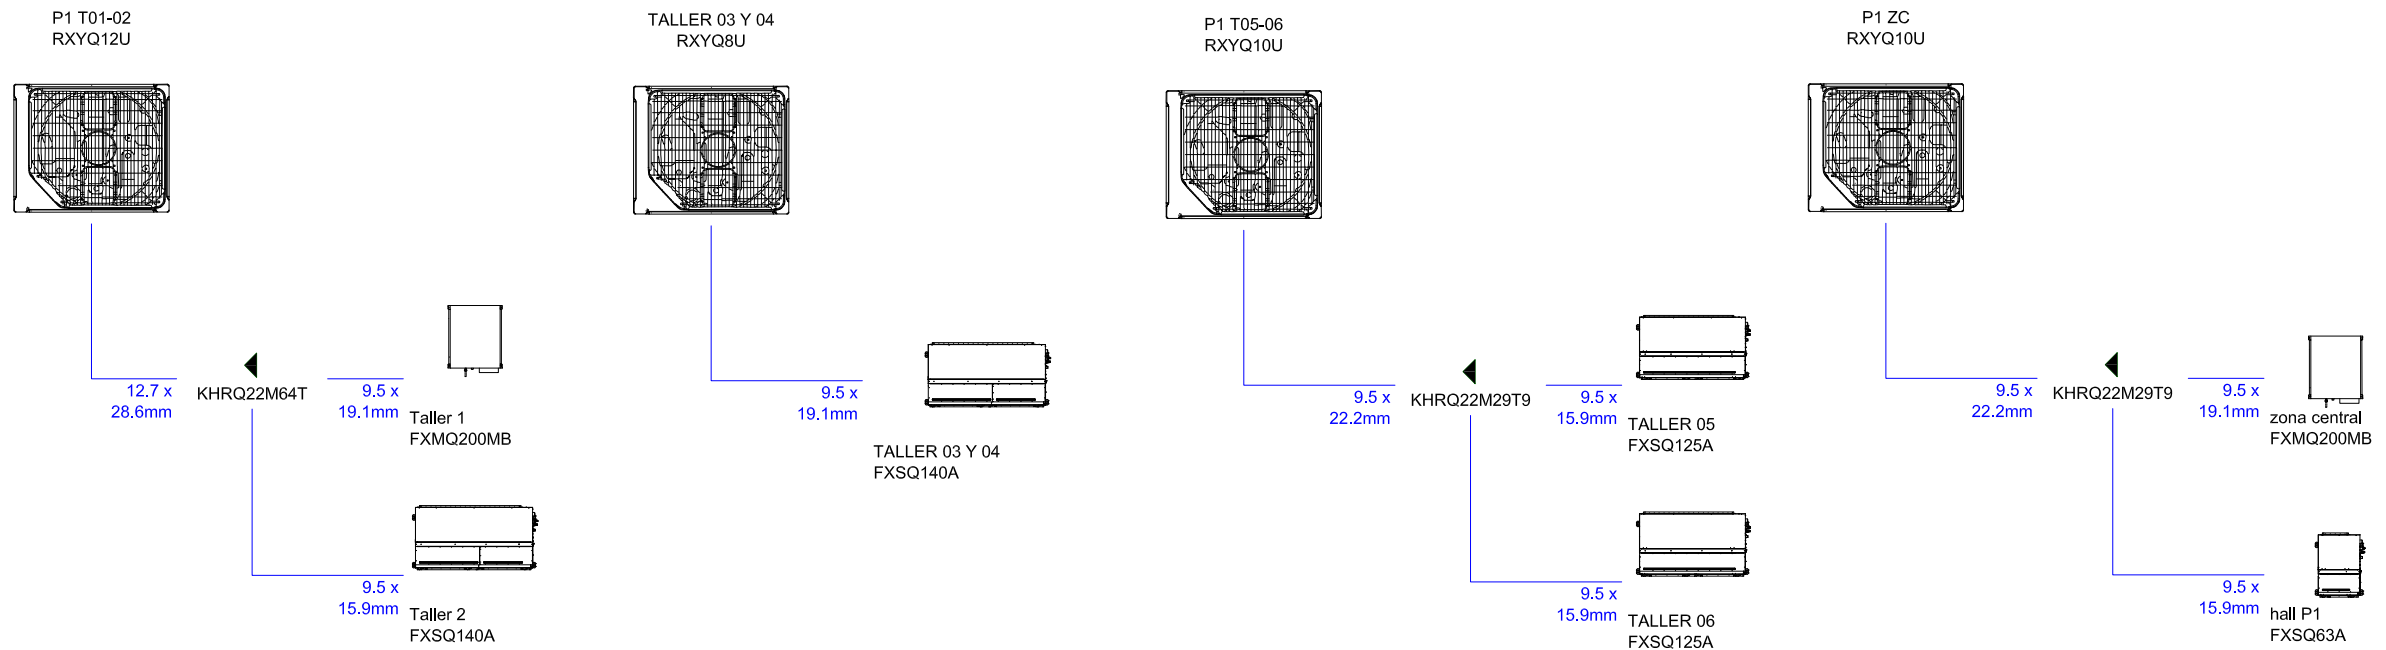 P1 T01-02
RXYQ12U
12.7 x
28.6mm
KHRQ22M64T
9.5 x
19.1mm
Taller 1
FXMQ200MB
9.5 x
15.9mm
Taller 2
FXSQ140A
TALLER 03 Y 04
RXYQ8U
9.5 x
19.1mm
TALLER 03 Y 04
FXSQ140A
P1 T05-06
RXYQ10U
9.5 x
22.2mm
KHRQ22M29T9
9.5 x
15.9mm
TALLER 05
FXSQ125A
9.5 x
15.9mm
TALLER 06
FXSQ125A
P1 ZC
RXYQ10U
9.5 x
22.2mm
KHRQ22M29T9
9.5 x
19.1mm
zona central
FXMQ200MB
9.5 x
15.9mm
hall P1
FXSQ63A